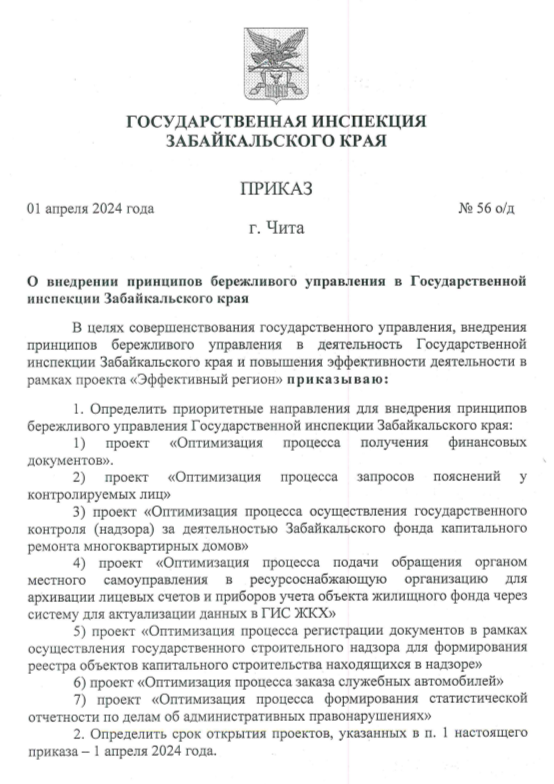 ГОСУДАРСТВЕННАЯ ИНСПЕКЦИЯ
ЗАБАЙКАЛЬСКОГО КРАЯ
ПРИКАЗ
01 апреля 2024 года № 56 о/д
г. Чита
О внедрении принципов бережливого управления в Государственной
инспекции Забайкальского края
В целях совершенствования государственного управления, внедрения
принципов бережливого управления в деятельность Государственной
инспекции Забайкальского края и повышения эффективности деятельности в
рамках проекта «Эффективный регион» приказываю:
1. Определить приоритетные направления для внедрения принципов
бережливого управления Государственной инспекции Забайкальского края:
1) проект «Оптимизация процесса получения финансовых
документов».
2) проект «Оптимизация процесса запросов пояснений у
контролируемых лиц»
3) проект «Оптимизация процесса осуществления государственного
контроля (надзора) за деятельностью Забайкальского фонда капитального
ремонта многоквартирных домов»
4) проект «Оптимизация процесса подачи обращения органом
местного самоуправления в ресурсоснабжающую организацию для
архивации лицевых счетов и приборов учета объекта жилищного фонда через
систему для актуализации данных в ГИС ЖКХ»
5) проект «Оптимизация процесса регистрации документов в рамках
осуществления государственного строительного надзора для формирования
реестра объектов капитального строительства находящихся в надзоре»
6) проект «Оптимизация процесса заказа служебных автомобилей»
7) проект «Оптимизация процесса формирования статистической
отчетности по делам об административных правонарушениях»
2. Определить срок открытия проектов, указанных в п. 1 настоящего
приказа – 1 апреля 2024 года.